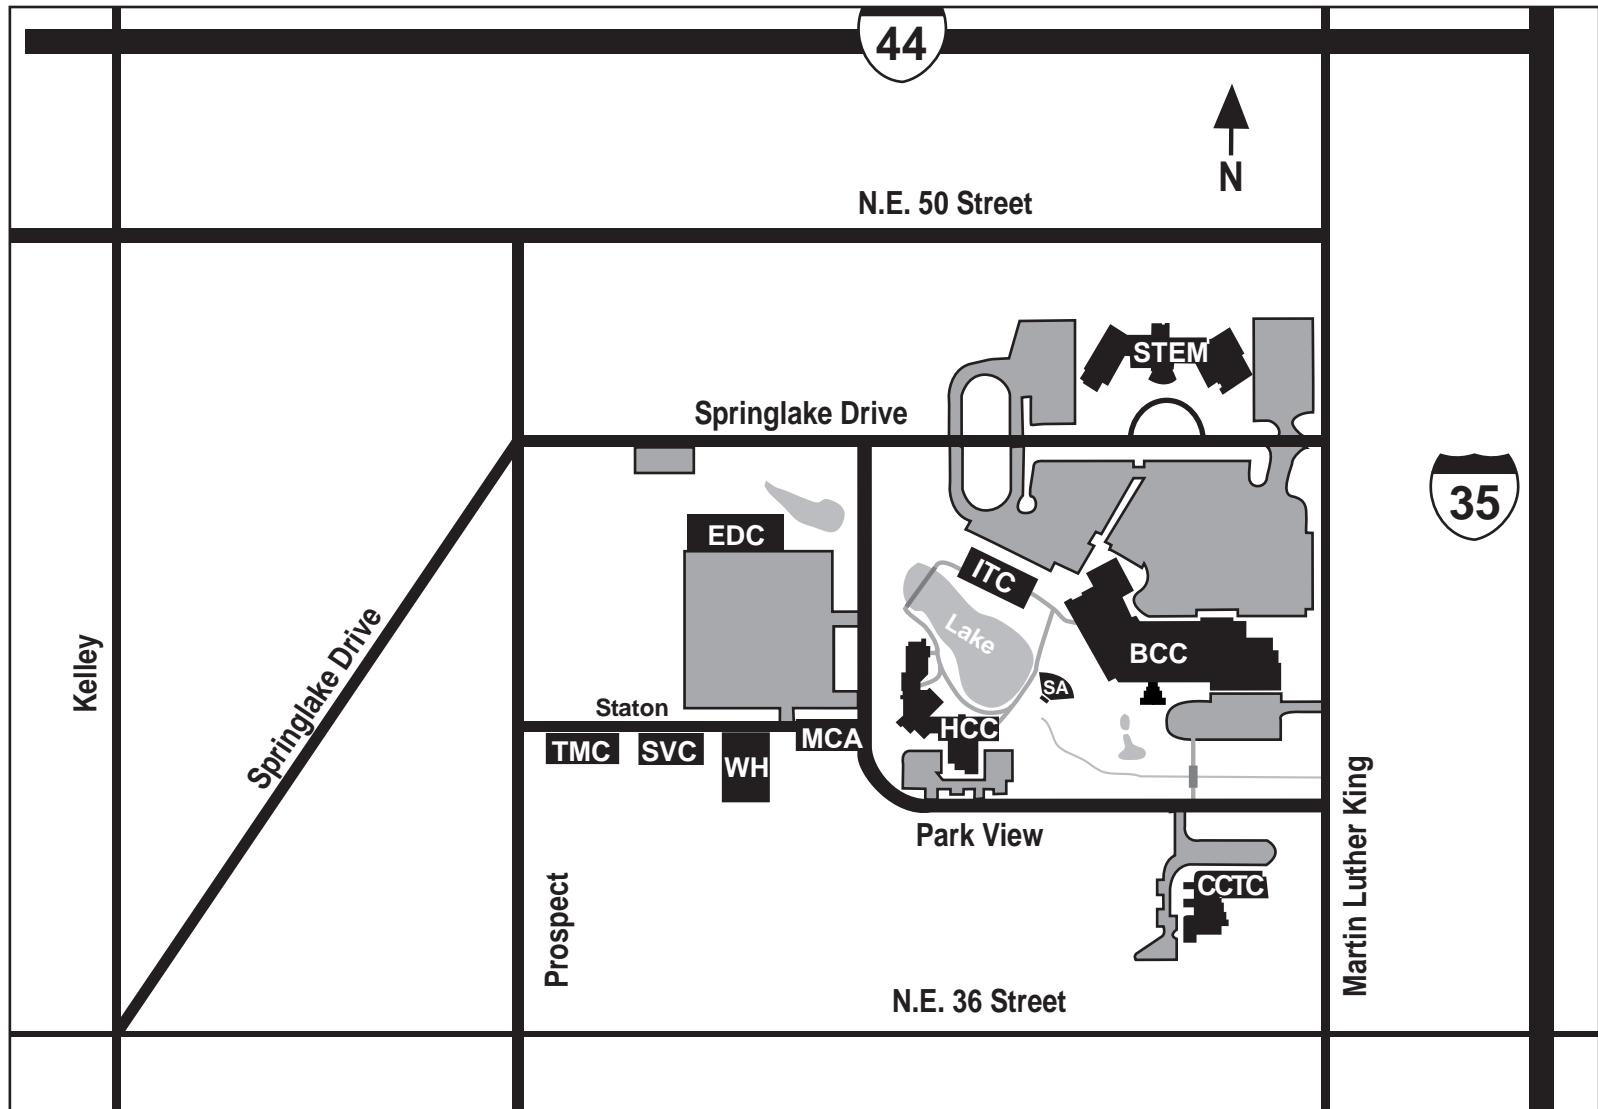 44
N
N.E. 50 Street
STEM
Springlake Drive
35
EDC
ITC
Lake
BCC
Kelley
Springlake Drive
SA
Staton
HCC
MCA
TMC
SVC
WH
Park View
Martin Luther King
CCTC
Prospect
N.E. 36 Street